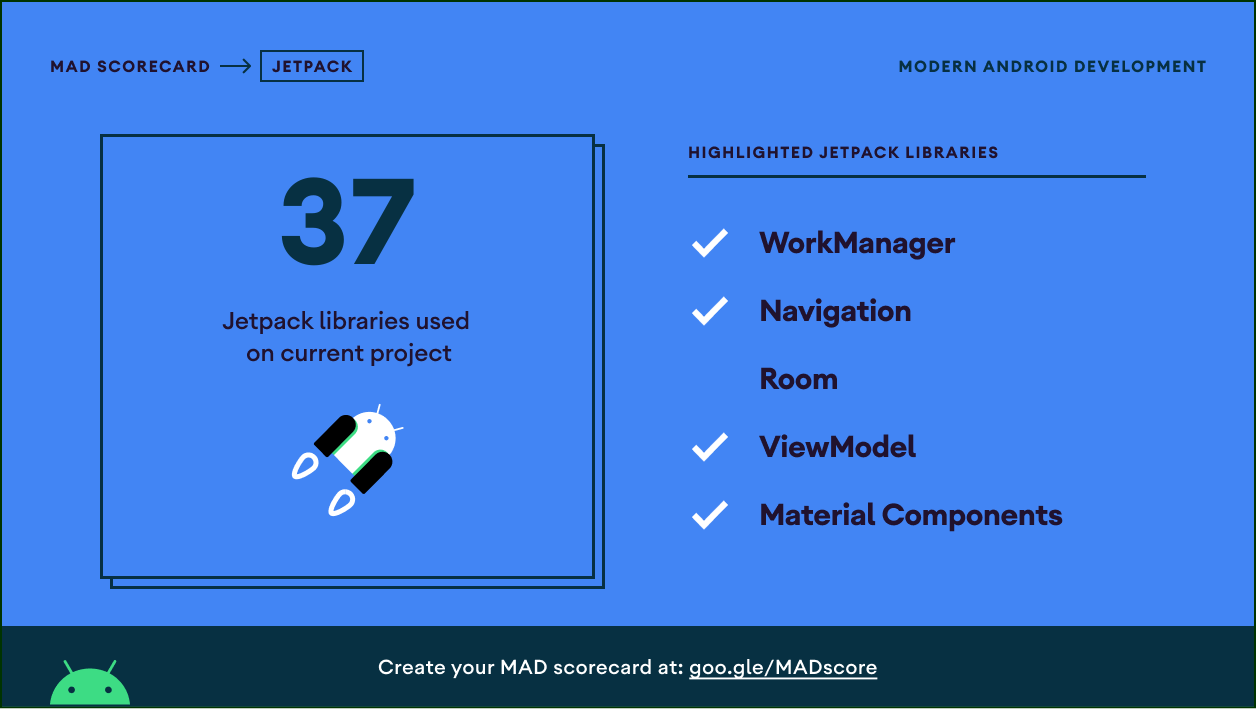 MAD SCORECARD → JETPACK
MODERN ANDROID DEVELOPMENT
37
Jetpack libraries used
on current project
HIGHLIGHTED JETPACK LIBRARIES
WorkManager
Navigation
Room
ViewModel
Material Components
Create your MAD scorecard at: goo.gle/MADscore